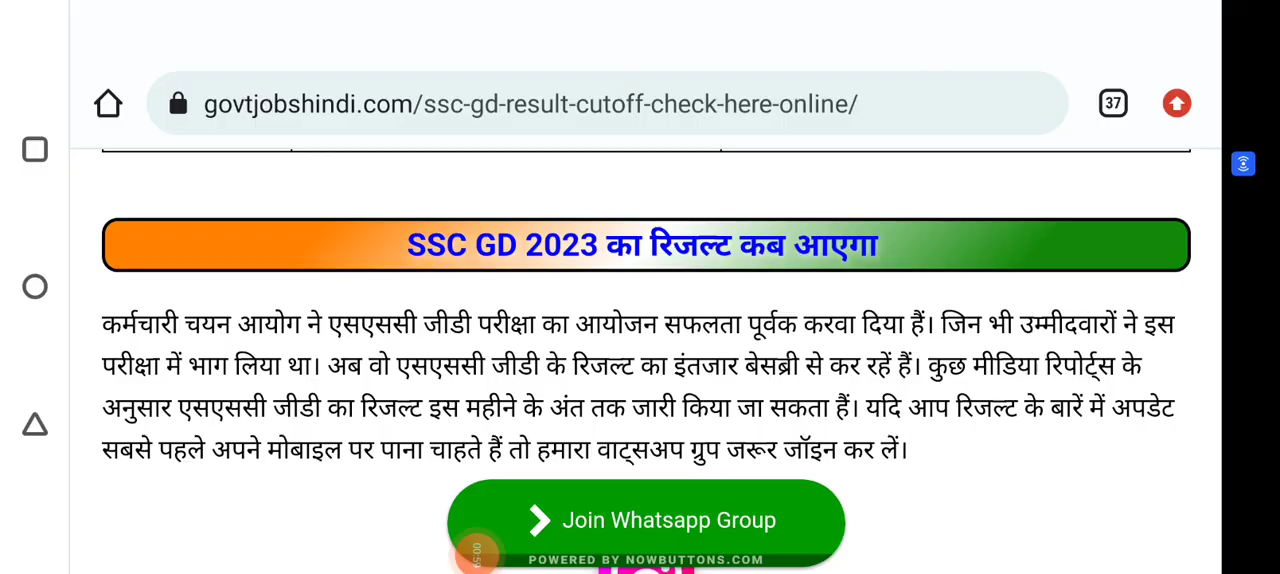 govtjobshindi.com/ssc-gd-result-cutoff-check-here-online/
37
SSC GD 2023 का रिजल्ट कब आएगा
कर्मचारी चयन आयोग ने एसएससी जीडी परीक्षा का आयोजन सफलता पूर्वक करवा दिया हैं। जिन भी उम्मीदवारों ने इस
परीक्षा में भाग लिया था। अब वो एसएससी जीडी के रिजल्ट का इंतजार बेसब्री से कर रहें हैं। कुछ मीडिया रिपोर्ट्स के
अनुसार एसएससी जीडी का रिजल्ट इस महीने के अंत तक जारी किया जा सकता हैं। यदि आप रिजल्ट के बारें में अपडेट
सबसे पहले अपने मोबाइल पर पाना चाहते हैं तो हमारा वाट्सअप ग्रुप जरूर जॉइन कर लें।
Join Whatsapp Group
00:59
POWERED BY NOWBUTTONS.COM